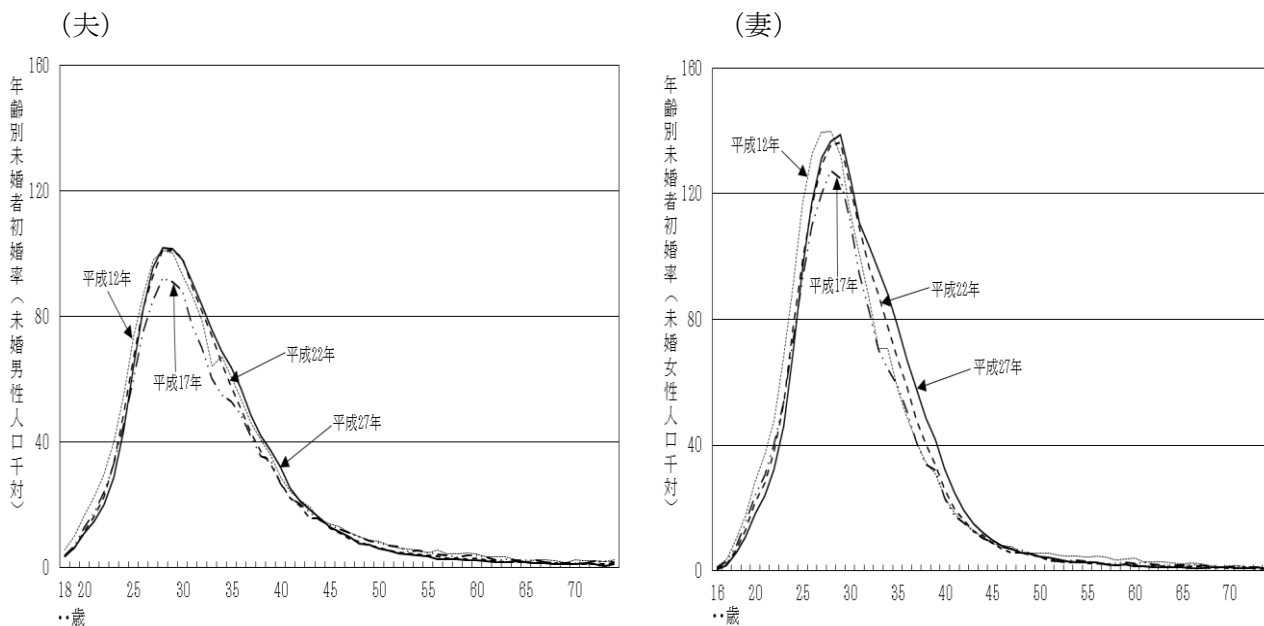 （夫）
年齢別未婚者初婚率（未婚男性人口千対）
160
120
80
40
0
平成12年
平成17年
平成22年
平成27年
18 20 25 30 35 40 45 50 55 60 65 70
‥歳
（妻）
年齢別未婚者初婚率（未婚女性人口千対）
160
120
80
40
0
平成12年
平成17年
平成22年
平成27年
16 20 25 30 35 40 45 50 55 60 65 70
‥歳